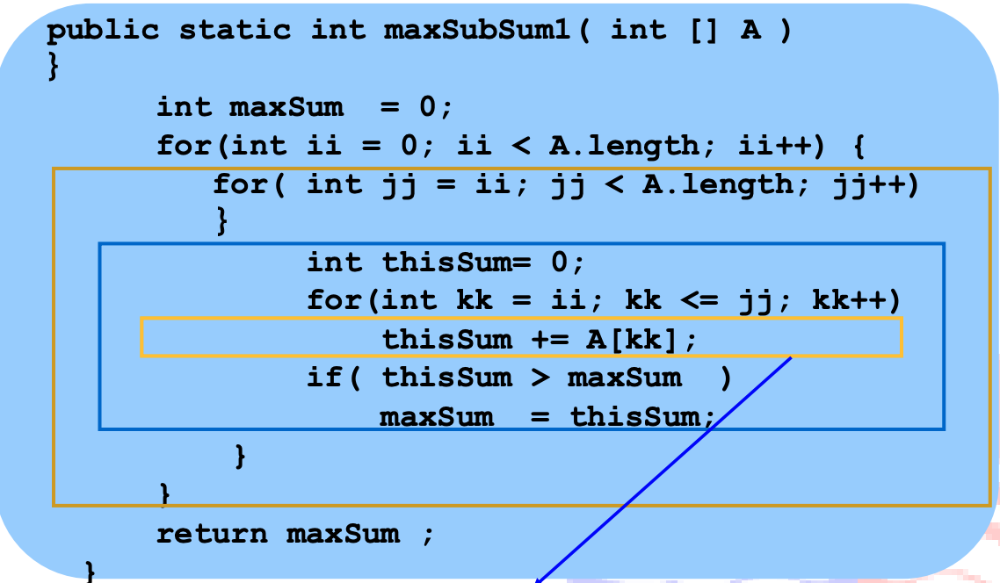 public static int maxSubSum1( int [] A )
}
int maxSum  = 0;
for(int ii = 0; ii < A.length; ii++) {
for( int jj = ii; jj < A.length; jj++)
}
int thisSum= 0;
for(int kk = ii; kk <= jj; kk++)
thisSum += A[kk];
if( thisSum > maxSum  )
maxSum  = thisSum;
}
}
return maxSum ;
}